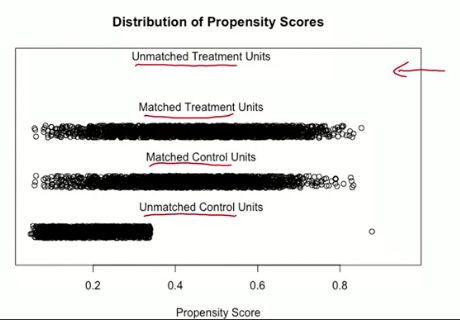 Distribution of Propensity Scores
Unmatched Treatment Units
Matched Treatment Units
Matched Control Units
Unmatched Control Units
0.2 0.4 0.6 0.8
Propensity Score